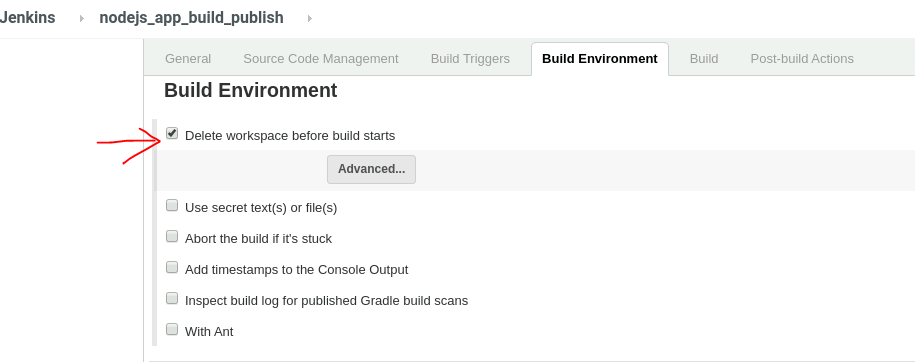 Jenkins nodejs_app_build_publish
General Source Code Management Build Triggers Build Environment Build Post-build Actions
Build Environment
Delete workspace before build starts
Advanced...
Use secret text(s) or file(s)
Abort the build if it's stuck
Add timestamps to the Console Output
Inspect build log for published Gradle build scans
With Ant